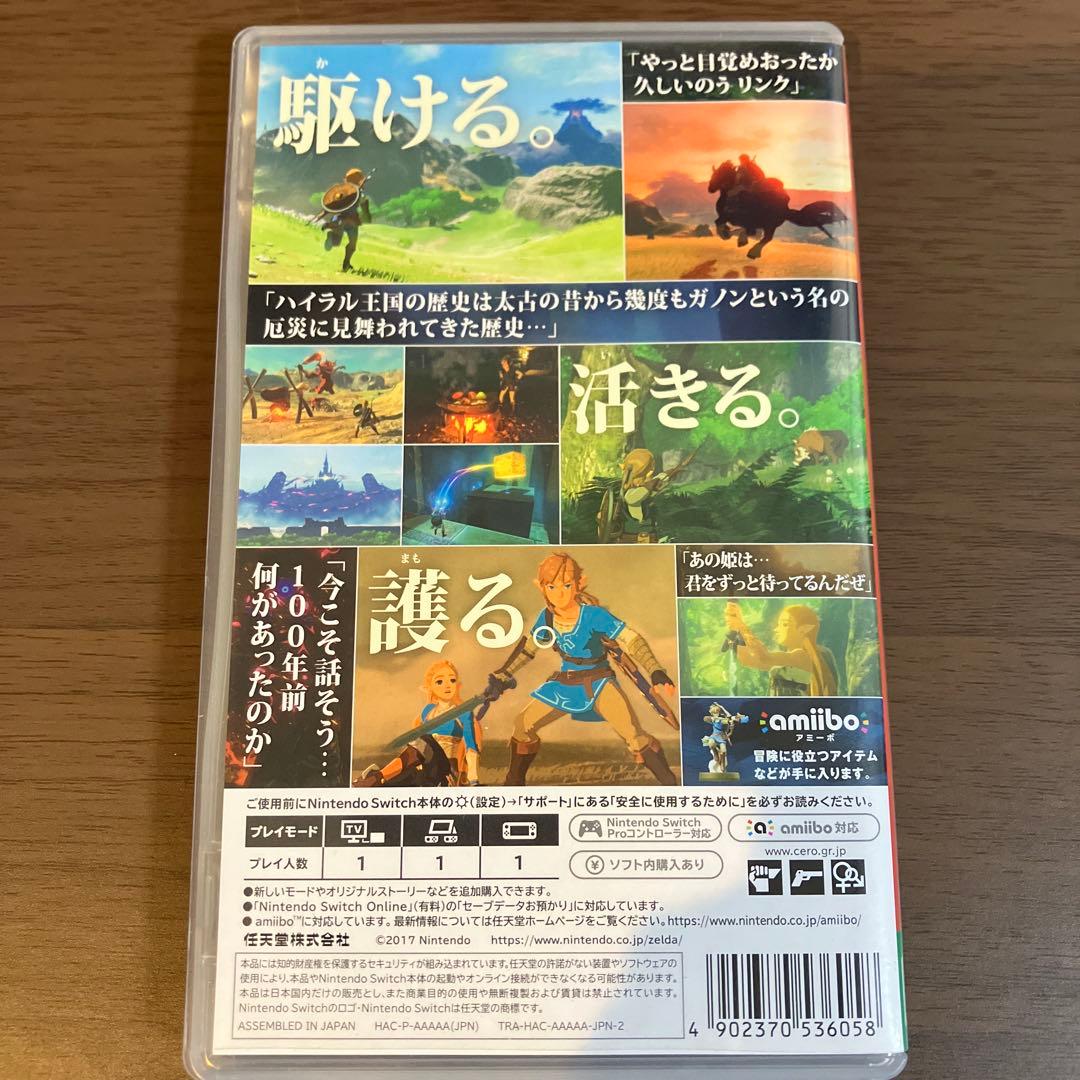 か
駆ける。
「やっと目覚めおったか
久しいのう リンク」
「ハイラル王国の歴史は太古の昔から幾度もガノンという名の
厄災に見舞われてきた歴史…」
活きる。
「今こそ話そう…
100年前
何があったのか」
まも
護る。
「あの姫は…
君をずっと待ってるんだぜ」
amiibo
アミーボ
冒険に役立つアイテム
などが手に入ります。
ご使用前にNintendo Switch本体の(設定)→「サポート」にある「安全に使用するために」を必ずお読みください。
プレイモード TV
プレイ人数 1 1 1
Nintendo Switch
Proコントローラー対応
a amiibo 対応
¥ ソフト内購入あり
www.cero.gr.jp
●新しいモードやオリジナルストーリーなどを追加購入できます。
●「Nintendo Switch Online」(有料)の「セーブデータお預かり」に対応しています。
● amiibo™に対応しています。最新情報については任天堂ホームページをご覧ください。https://www.nintendo.co.jp/amiibo/
任天堂株式会社 ©2017 Nintendo https://www.nintendo.co.jp/zelda/
本品には知的財産権を保護するセキュリティが組み込まれています。任天堂の許諾がない装置やソフトウェアの
使用により、本品やNintendo Switch本体の起動やオンライン接続ができなくなる可能性があります。
本品は日本国内だけの販売とし、また商業目的の使用や無断複製および賃貸は禁止されています。
Nintendo Switchのロゴ・Nintendo Switchは任天堂の商標です。
ASSEMBLED IN JAPAN HAC-P-AAAAA(JPN) TRA-HAC-AAAAA-JPN-2
4 902370 536058